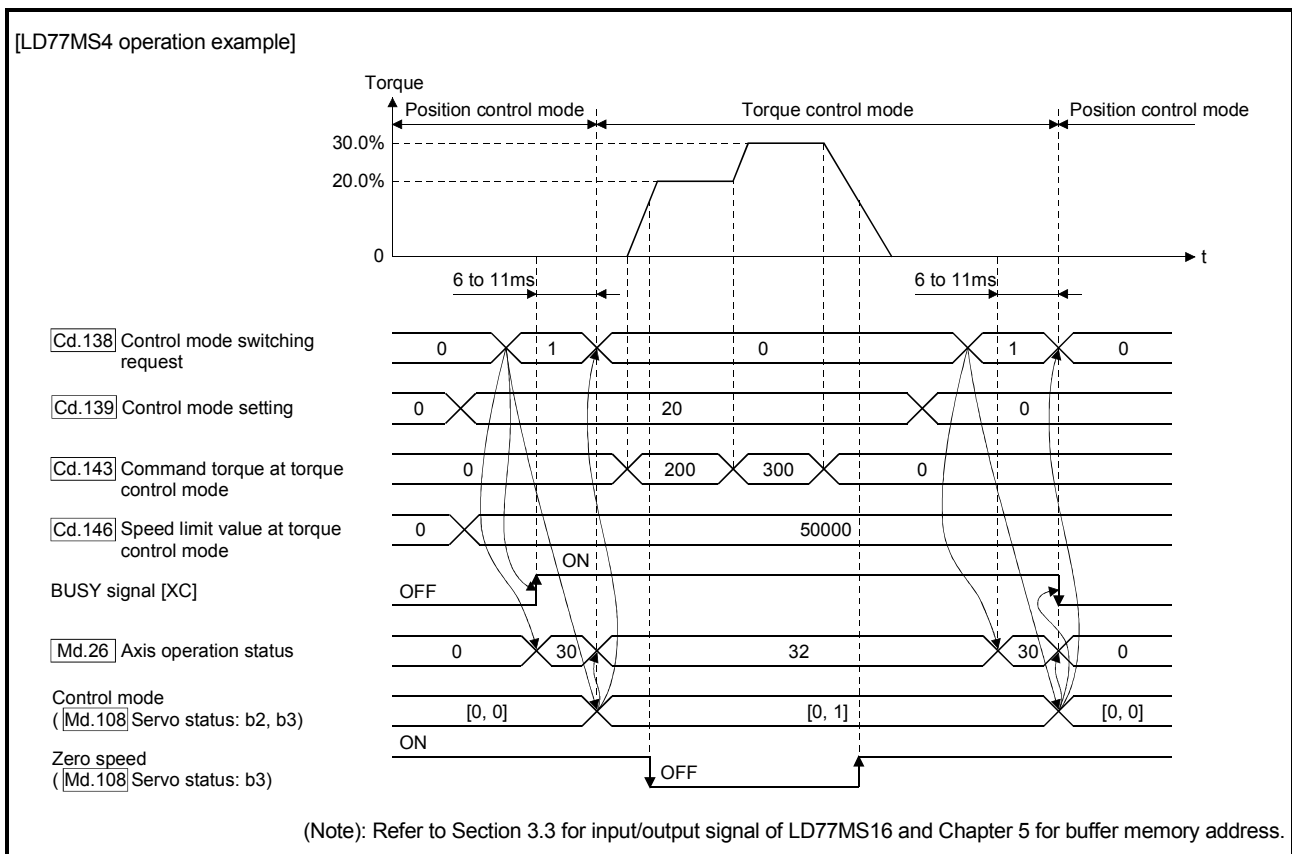 [LD77MS4 operation example]
Torque
Position control mode Torque control mode Position control mode
30.0%
20.0%
0
t
6 to 11ms 6 to 11ms
Cd.138 Control mode switching
request
0 1 0 1 0
Cd.139 Control mode setting
0 20 0
Cd.143 Command torque at torque
control mode
0 200 300 0
Cd.146 Speed limit value at torque
control mode
0 50000
ON
BUSY signal [XC]
OFF
Md.26 Axis operation status
0 30 32 30 0
Control mode
( Md.108 Servo status: b2, b3)
[0, 0] [0, 1] [0, 0]
ON
Zero speed
( Md.108 Servo status: b3)
OFF
(Note): Refer to Section 3.3 for input/output signal of LD77MS16 and Chapter 5 for buffer memory address.